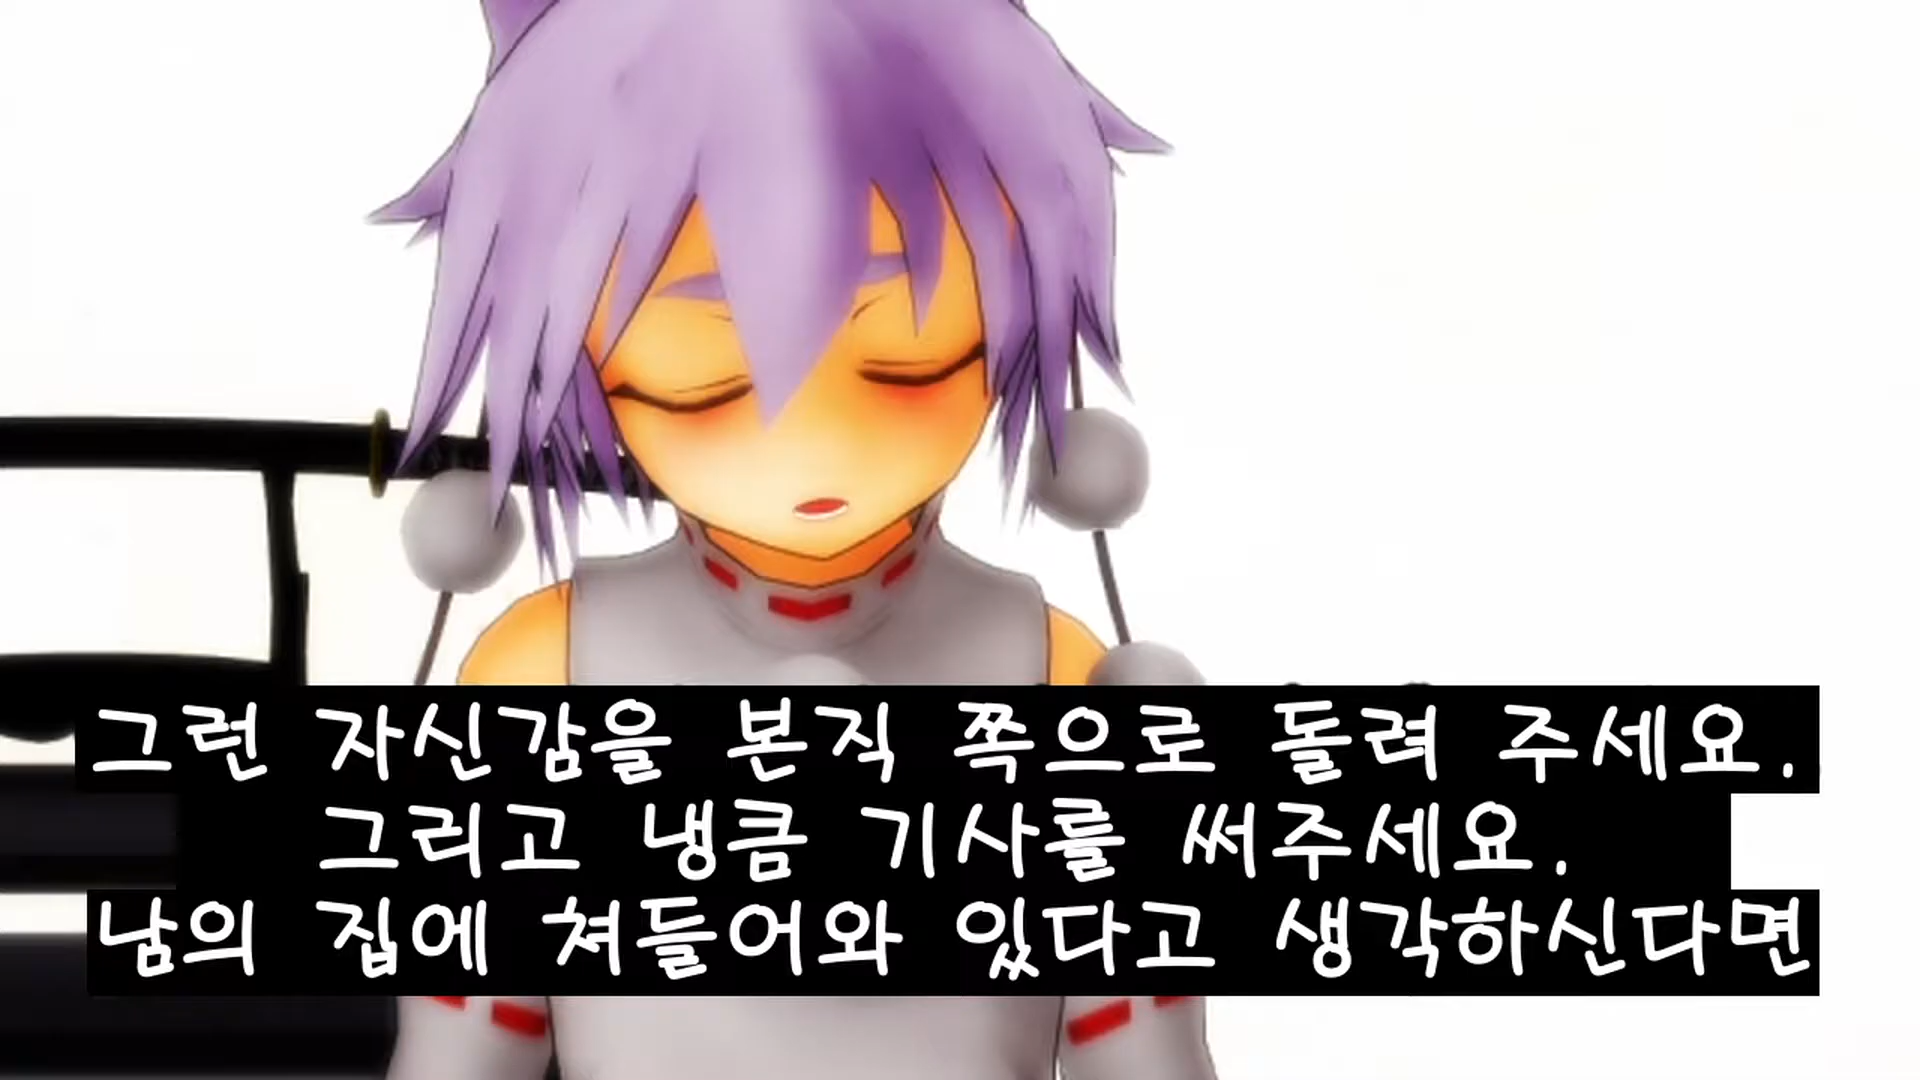 그런 자신감을 본직 쪽으로 돌려 주세요.
그리고 냉큼 기사를 써주세요.
남의 집에 쳐들어와 있다고 생각하신다면